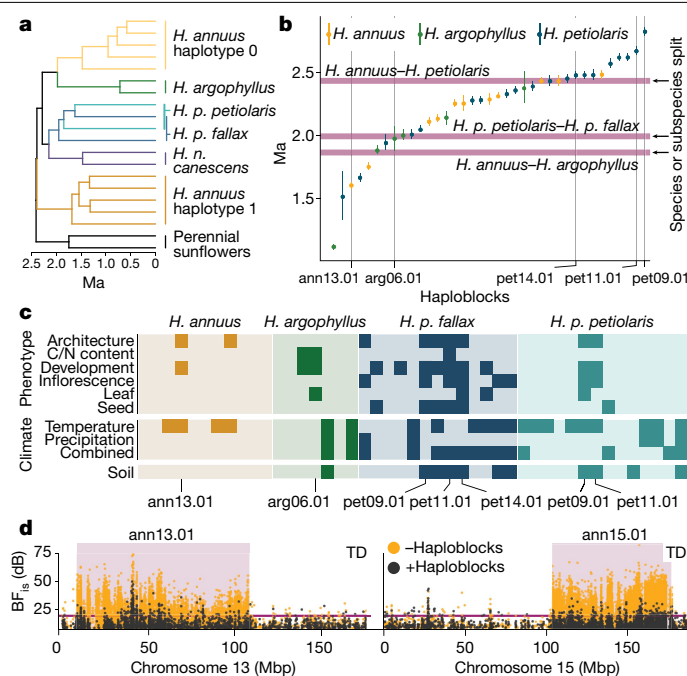 a
H. annuus
haplotype 0
H. argophyllus
H. p. petiolaris
H. p. fallax
H. n.
canescens
H. annuus
haplotype 1
Perennial
sunflowers
2.5 2.0 1.5 1.0 0.5 0
Ma
b
H. annuus H. argophyllus H. petiolaris
H. annuus–H. petiolaris
H. p. petiolaris–H. p. fallax
H. annuus–H. argophyllus
2.5
2.0
1.5
Ma
Species or subspecies split
ann13.01 arg06.01 pet14.01 pet11.01 pet09.01
Haploblocks
c
H. annuus H. argophyllus H. p. fallax H. p. petiolaris
Phenotype
Architecture
C/N content
Development
Inflorescence
Leaf
Seed
Climate
Temperature
Precipitation
Combined
Soil
ann13.01 arg06.01 pet09.01 pet11.01 pet14.01 pet09.01 pet11.01
d
ann13.01 TD
–Haploblocks
+Haploblocks
ann15.01 TD
75
50
25
BFis (dB)
0 50 100 150
Chromosome 13 (Mbp)
0 50 100 150
Chromosome 15 (Mbp)